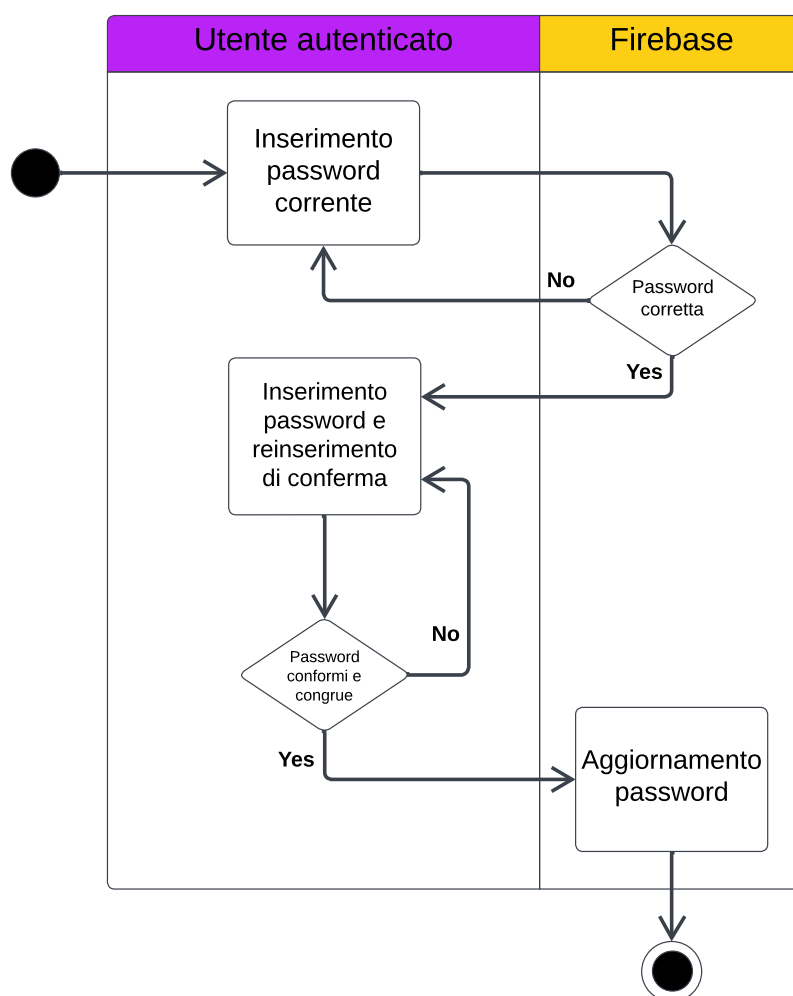 Utente autenticato
Firebase
Inserimento
password
corrente
No
Password
corretta
Yes
Inserimento
password e
reinserimento
di conferma
No
Password
conformi e
congrue
Yes
Aggiornamento
password